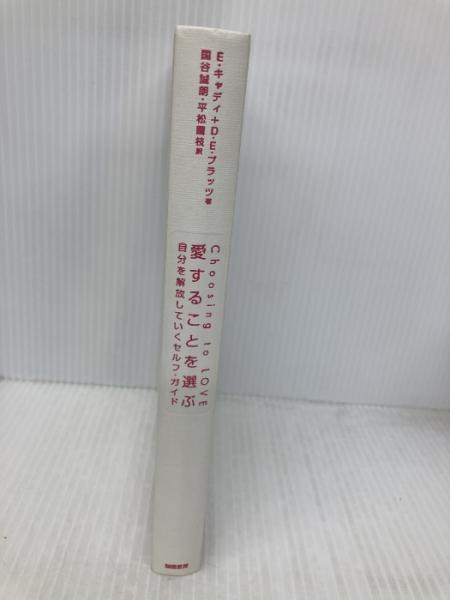 E・キャディ＋D・E・プラッツ 著
国谷誠朗・平松園枝 訳
Choosing to LOVE
愛することを選ぶ
自分を解放していくセルフ・ガイド